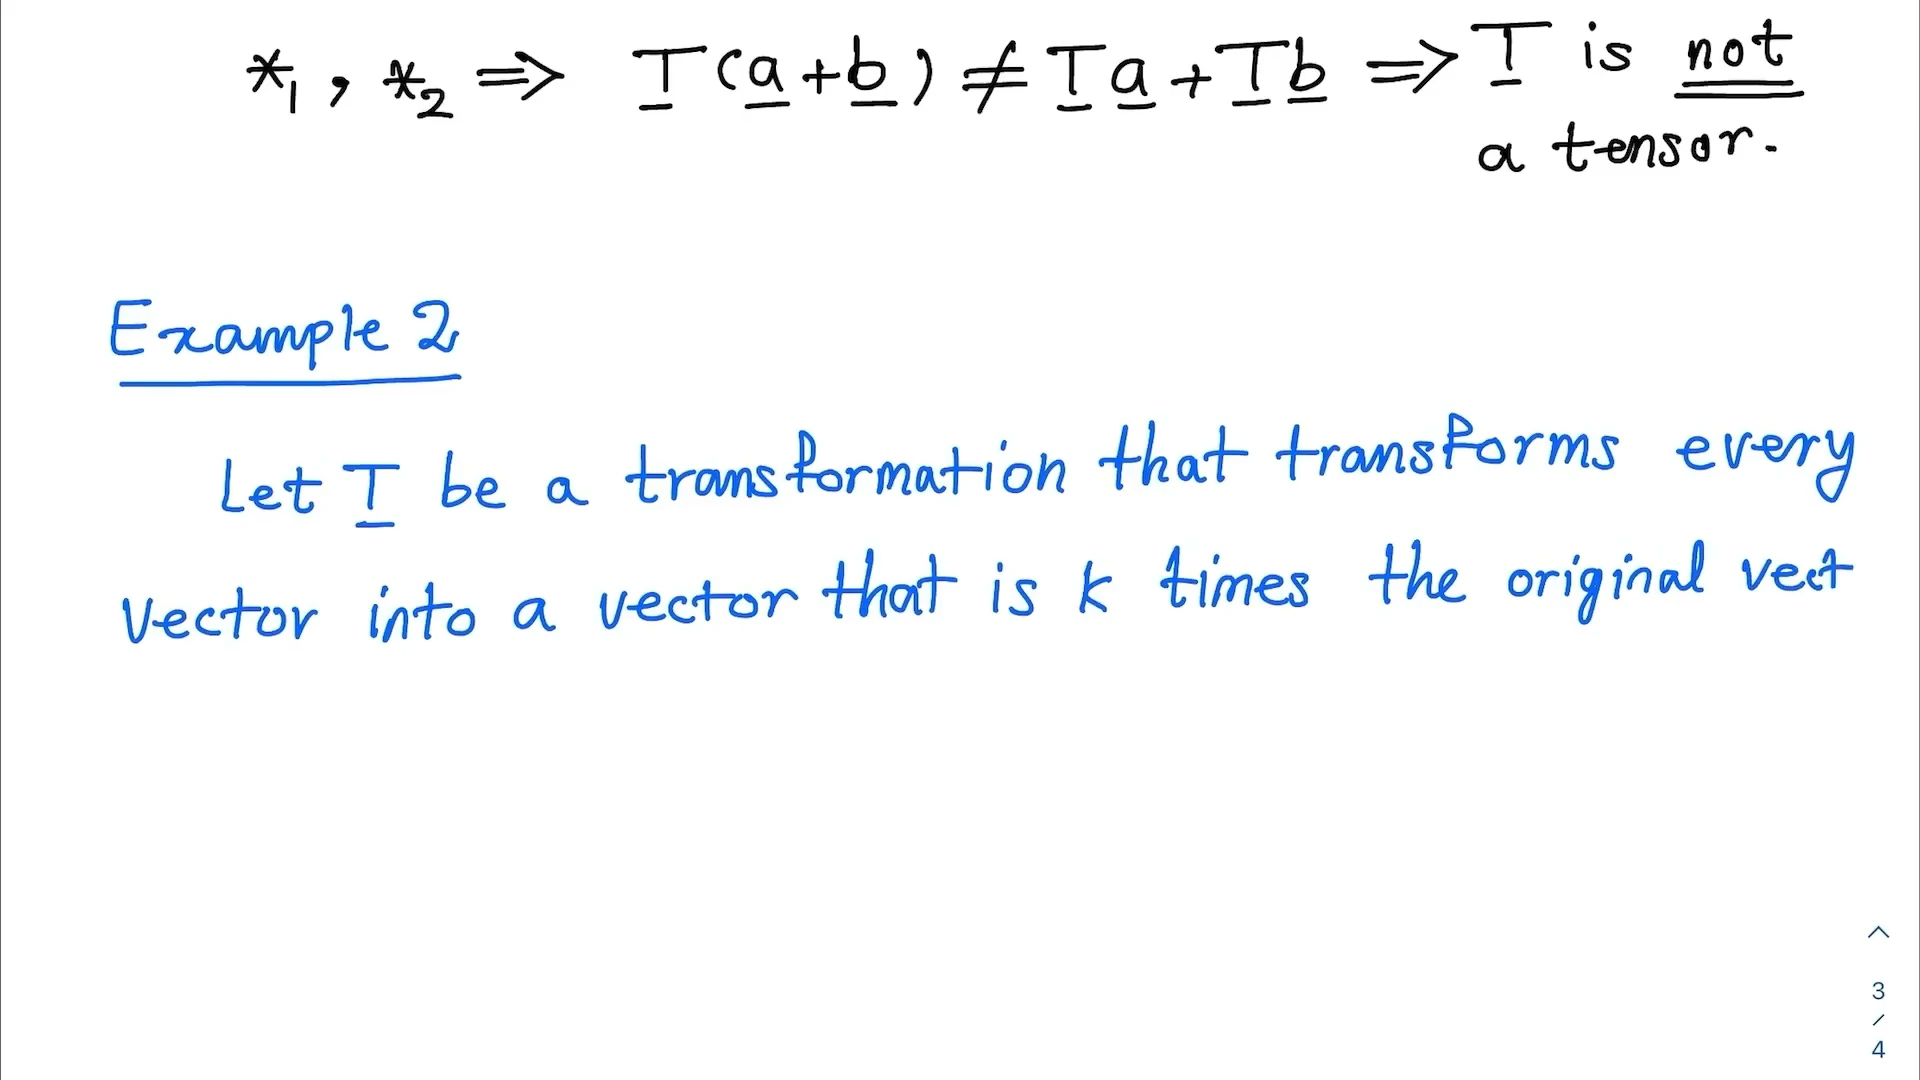 *₁, *₂ ⇒ T(a+b) ≠ Ta+Tb ⇒ T is not
a tensor.
Example 2
Let T be a transformation that transforms every
vector into a vector that is k times the original vect
3
/
4